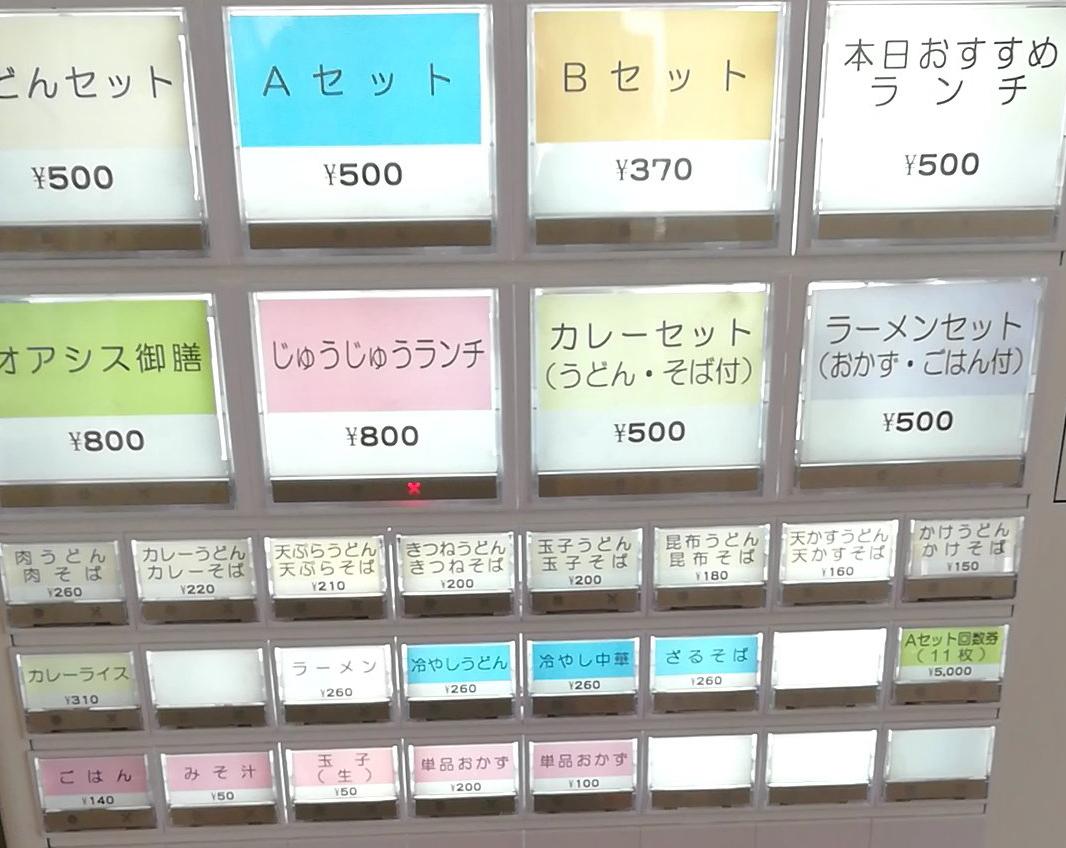 どんセット
¥500
Aセット
¥500
Bセット
¥370
本日おすすめ
ランチ
¥500
オアシス御膳
¥800
じゅうじゅうランチ
¥800
カレーセット
(うどん・そば付)
¥500
ラーメンセット
(おかず・ごはん付)
¥500
肉うどん
肉そば
¥260
カレーうどん
カレーそば
¥220
天ぷらうどん
天ぷらそば
¥210
きつねうどん
きつねそば
¥200
玉子うどん
玉子そば
¥200
昆布うどん
昆布そば
¥180
天かすうどん
天かすそば
¥160
かけうどん
かけそば
¥150
カレーライス
¥310
ラーメン
¥260
冷やしうどん
¥260
冷やし中華
¥260
ざるそば
¥260
Aセット回数券
(11枚)
¥5,000
ごはん
¥140
みそ汁
¥50
玉子
(生)
¥50
単品おかず
¥200
単品おかず
¥100